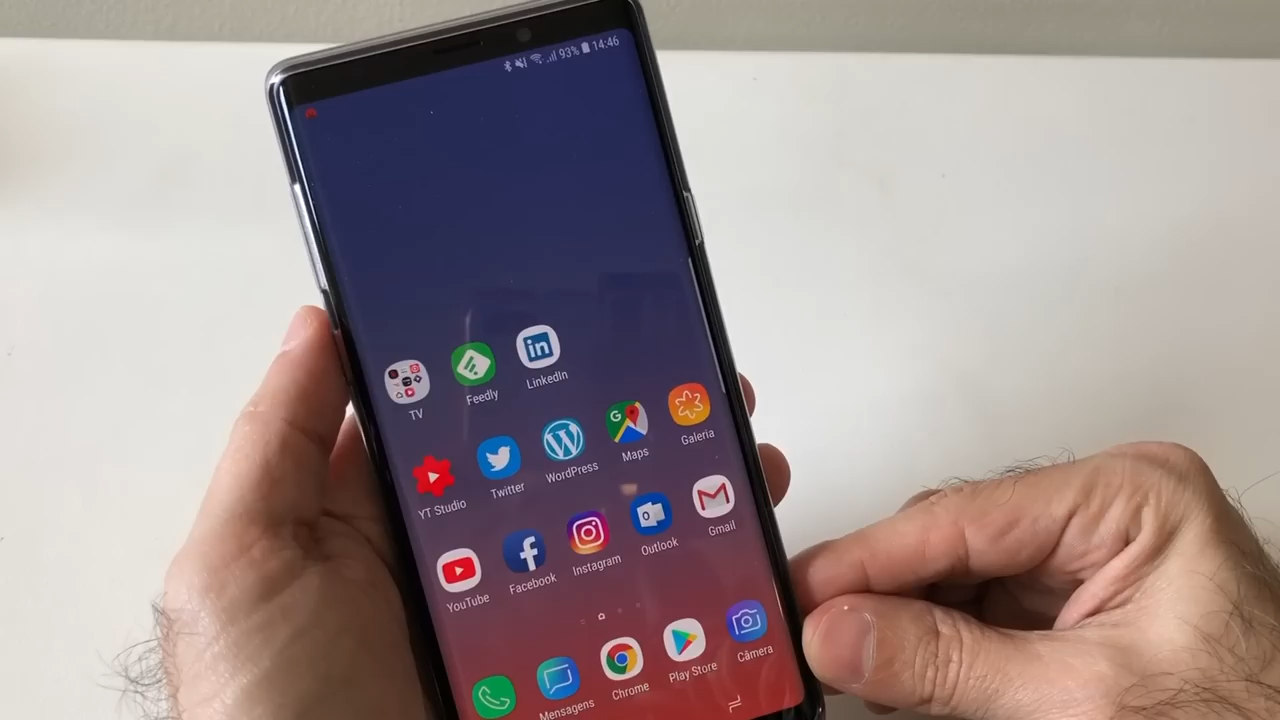 93% 14:46
TV Feedly LinkedIn
YT Studio Twitter WordPress Maps Galeria
YouTube Facebook Instagram Outlook Gmail
Mensagens Chrome Play Store Câmera